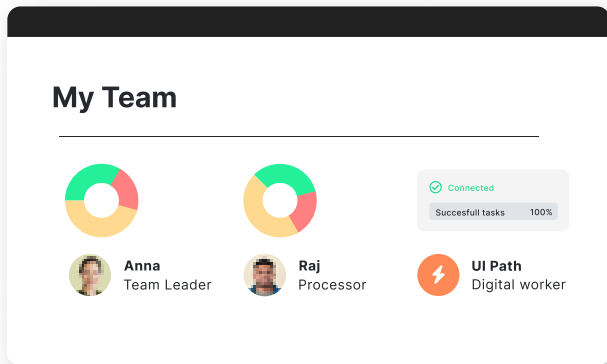 My Team
Connected
Succesfull tasks 100%
Anna
Team Leader
Raj
Processor
UI Path
Digital worker